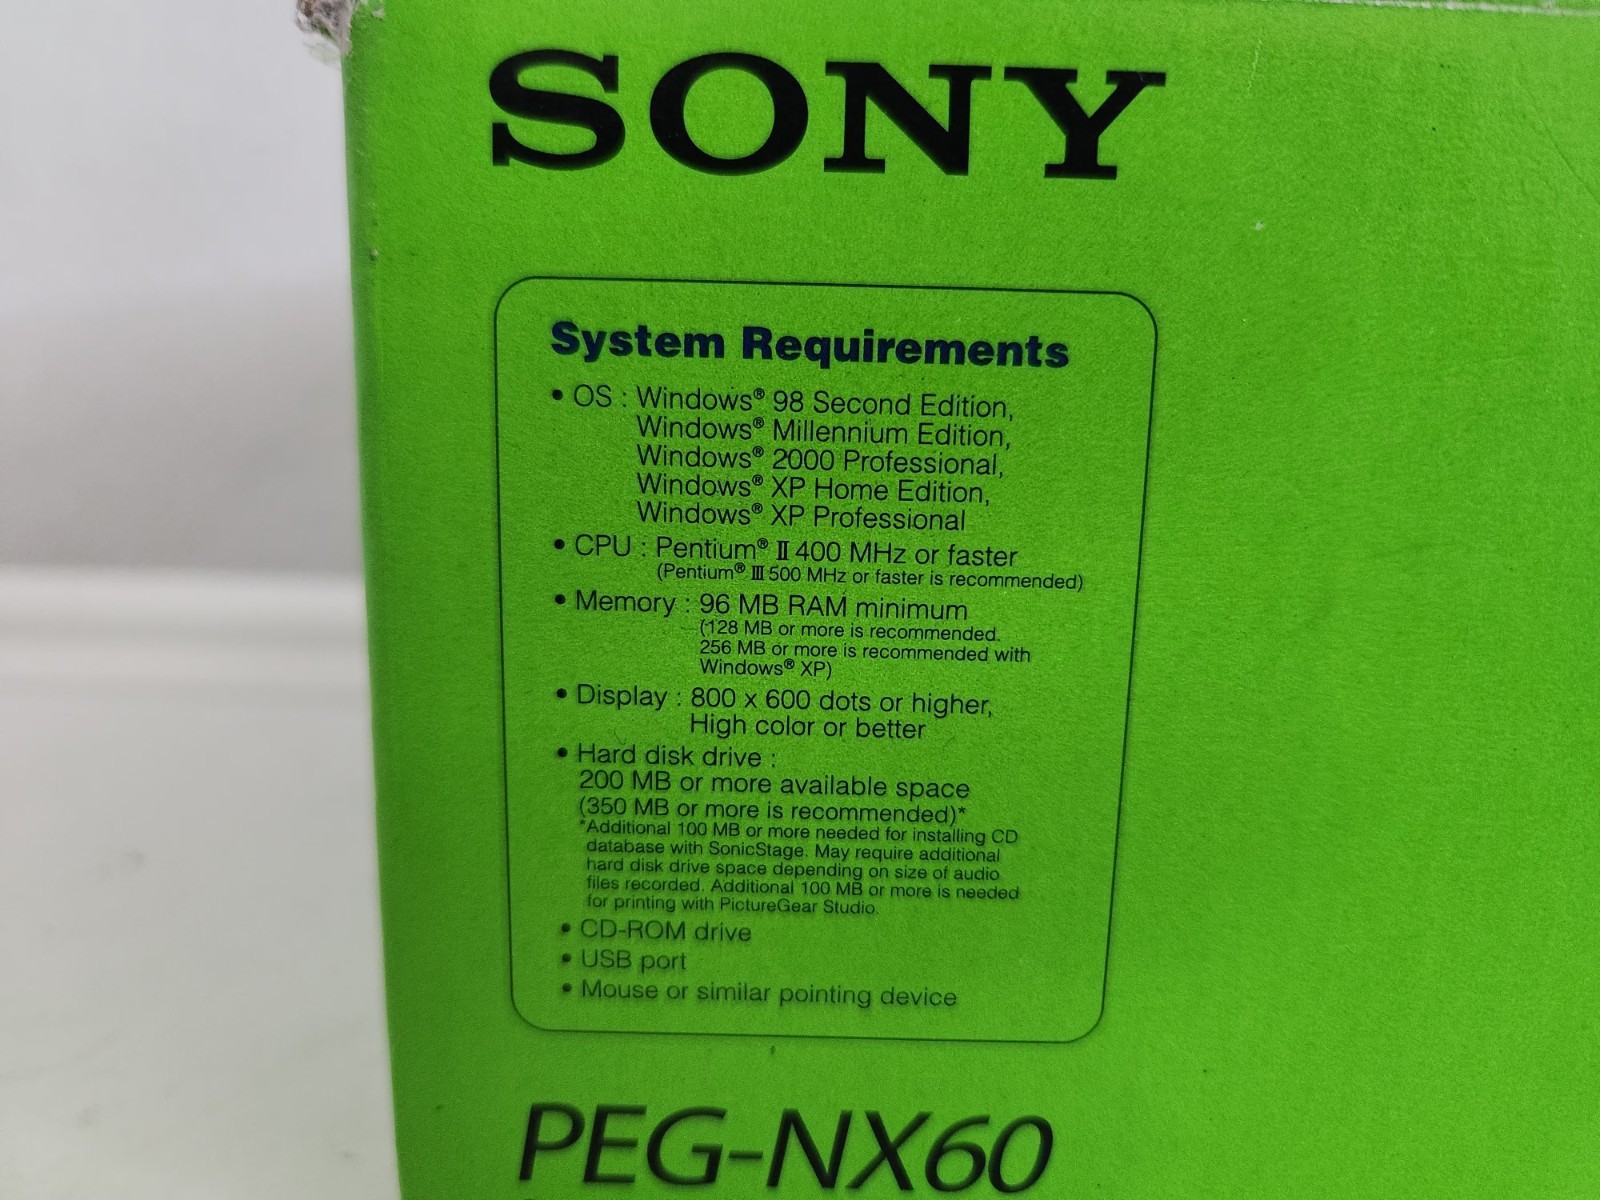 SONY
System Requirements
• OS : Windows® 98 Second Edition,
Windows® Millennium Edition,
Windows® 2000 Professional,
Windows® XP Home Edition,
Windows® XP Professional
• CPU : Pentium® II 400 MHz or faster
(Pentium® III 500 MHz or faster is recommended)
• Memory : 96 MB RAM minimum
(128 MB or more is recommended.
256 MB or more is recommended with
Windows® XP)
• Display : 800 x 600 dots or higher,
High color or better
• Hard disk drive :
200 MB or more available space
(350 MB or more is recommended)*
*Additional 100 MB or more needed for installing CD
database with SonicStage. May require additional
hard disk drive space depending on size of audio
files recorded. Additional 100 MB or more is needed
for printing with PictureGear Studio.
• CD-ROM drive
• USB port
• Mouse or similar pointing device
PEG-NX60